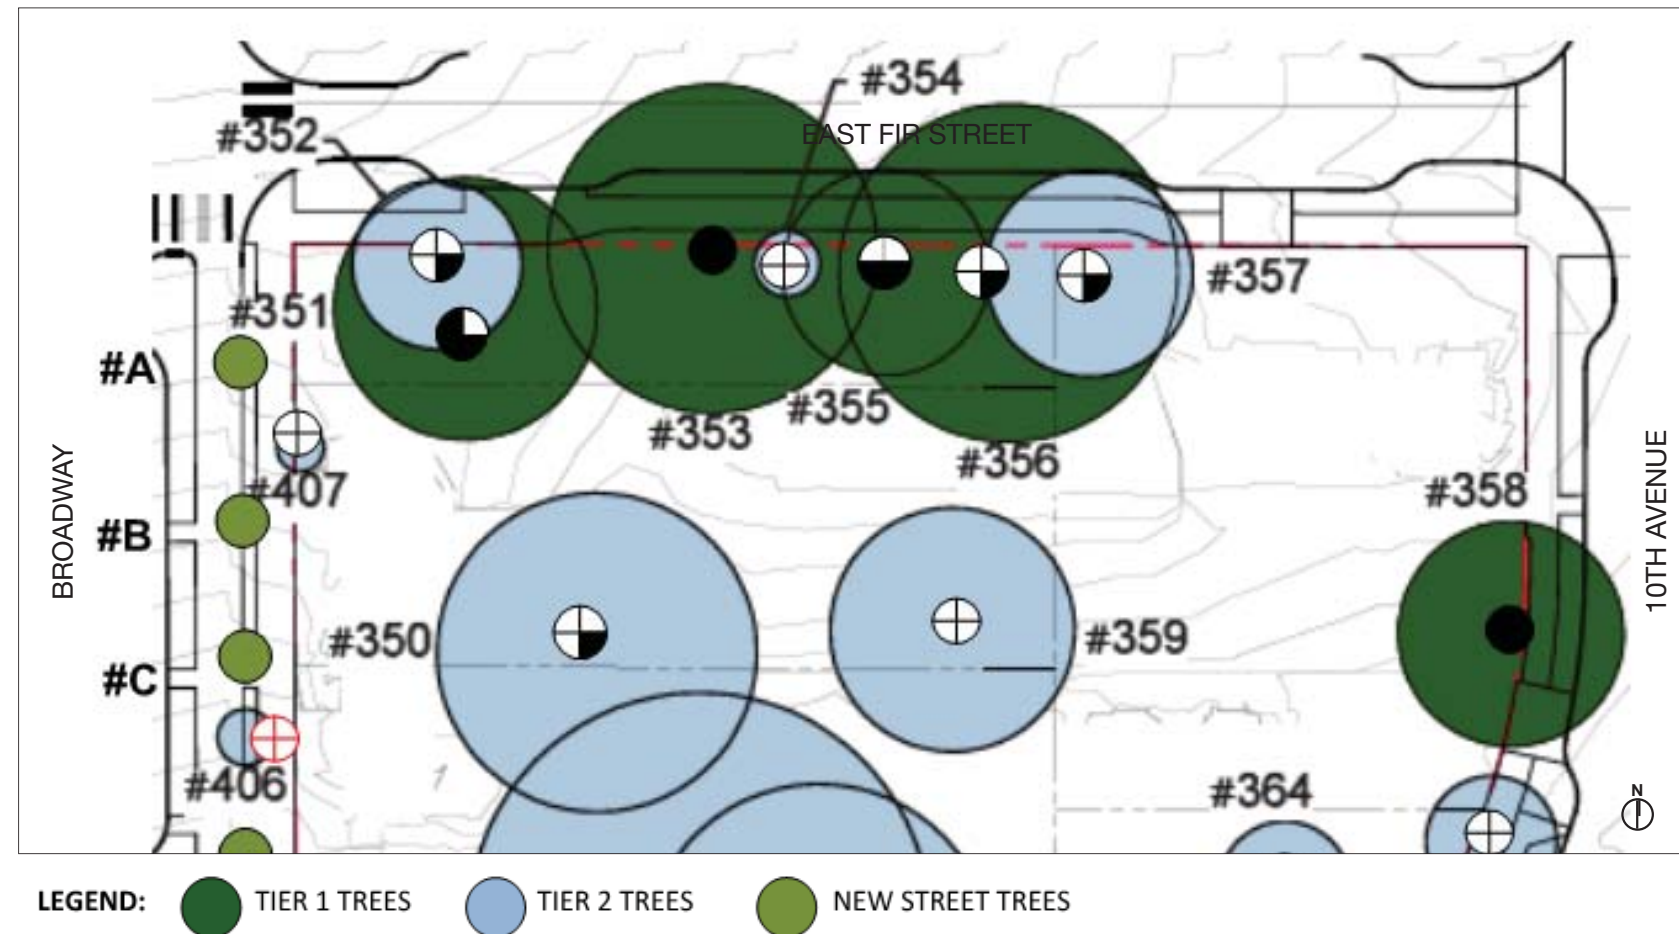 #354
EAST FIR STREET
#352
#357
#351
#A
#355
#353
#356
#358
#407
#B
BROADWAY
10TH AVENUE
#350
#359
#C
#406
#364
N
LEGEND: TIER 1 TREES TIER 2 TREES NEW STREET TREES